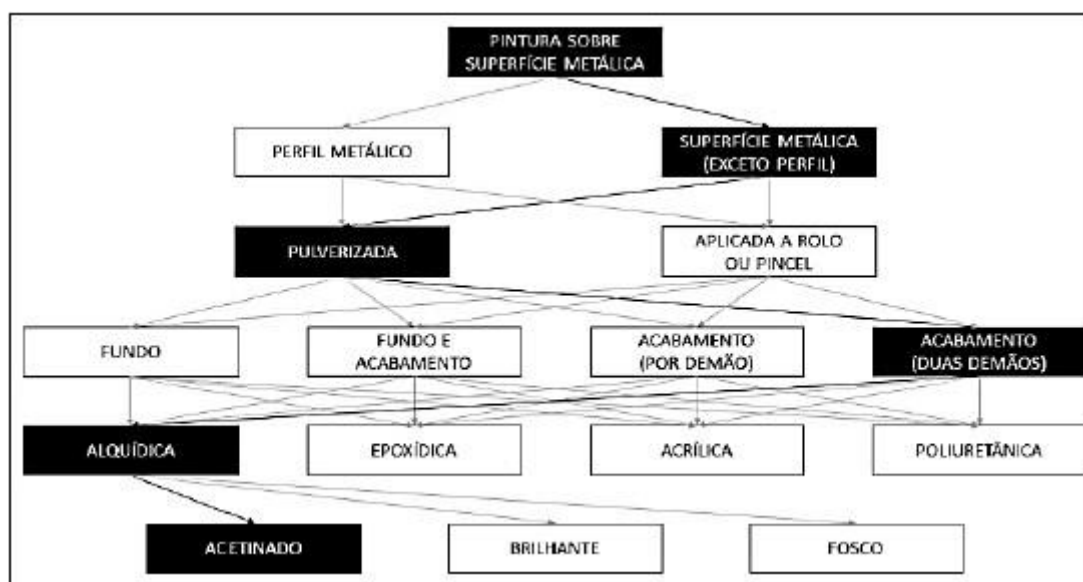 PINTURA SOBRE
SUPERFÍCIE METÁLICA
PERFIL METÁLICO
SUPERFÍCIE METÁLICA
(EXCETO PERFIL)
PULVERIZADA
APLICADA A ROLO
OU PINCEL
FUNDO
FUNDO E
ACABAMENTO
ACABAMENTO
(POR DEMÃO)
ACABAMENTO
(DUAS DEMÃOS)
ALQUÍDICA
EPOXÍDICA
ACRÍLICA
POLIURETÂNICA
ACETINADO
BRILHANTE
FOSCO